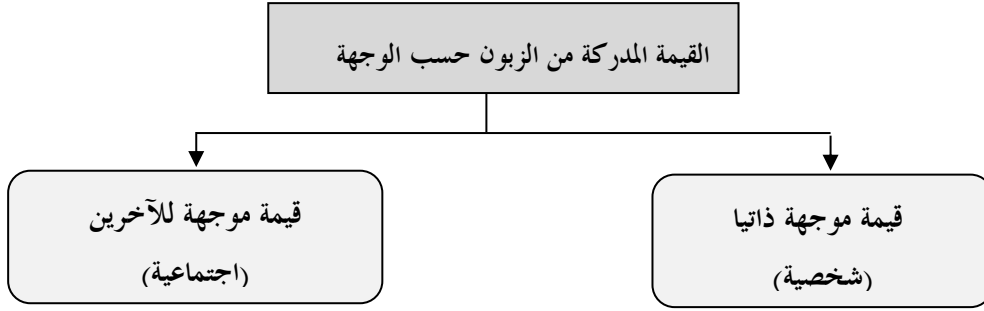 القيمة المدركة من الزبون حسب الوجهة
قيمة موجهة ذاتيا
(شخصية)
قيمة موجهة للآخرين
(اجتماعية)